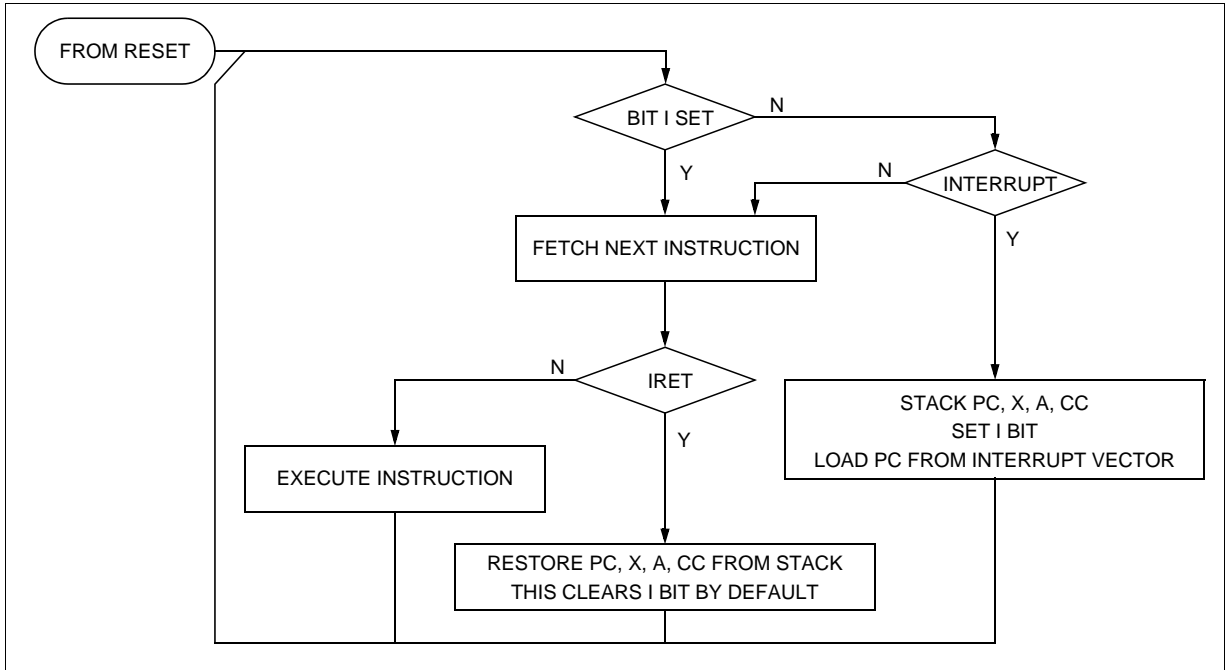 FROM RESET
BIT I SET
N
Y
N
INTERRUPT
FETCH NEXT INSTRUCTION
Y
N
IRET
STACK PC, X, A, CC
SET I BIT
LOAD PC FROM INTERRUPT VECTOR
Y
EXECUTE INSTRUCTION
RESTORE PC, X, A, CC FROM STACK
THIS CLEARS I BIT BY DEFAULT